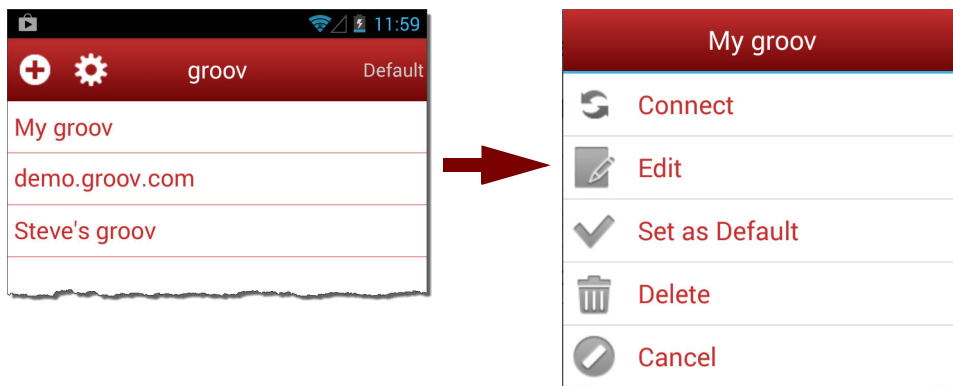 11:59
groov
Default
My groov
demo.groov.com
Steve's groov
My groov
Connect
Edit
Set as Default
Delete
Cancel